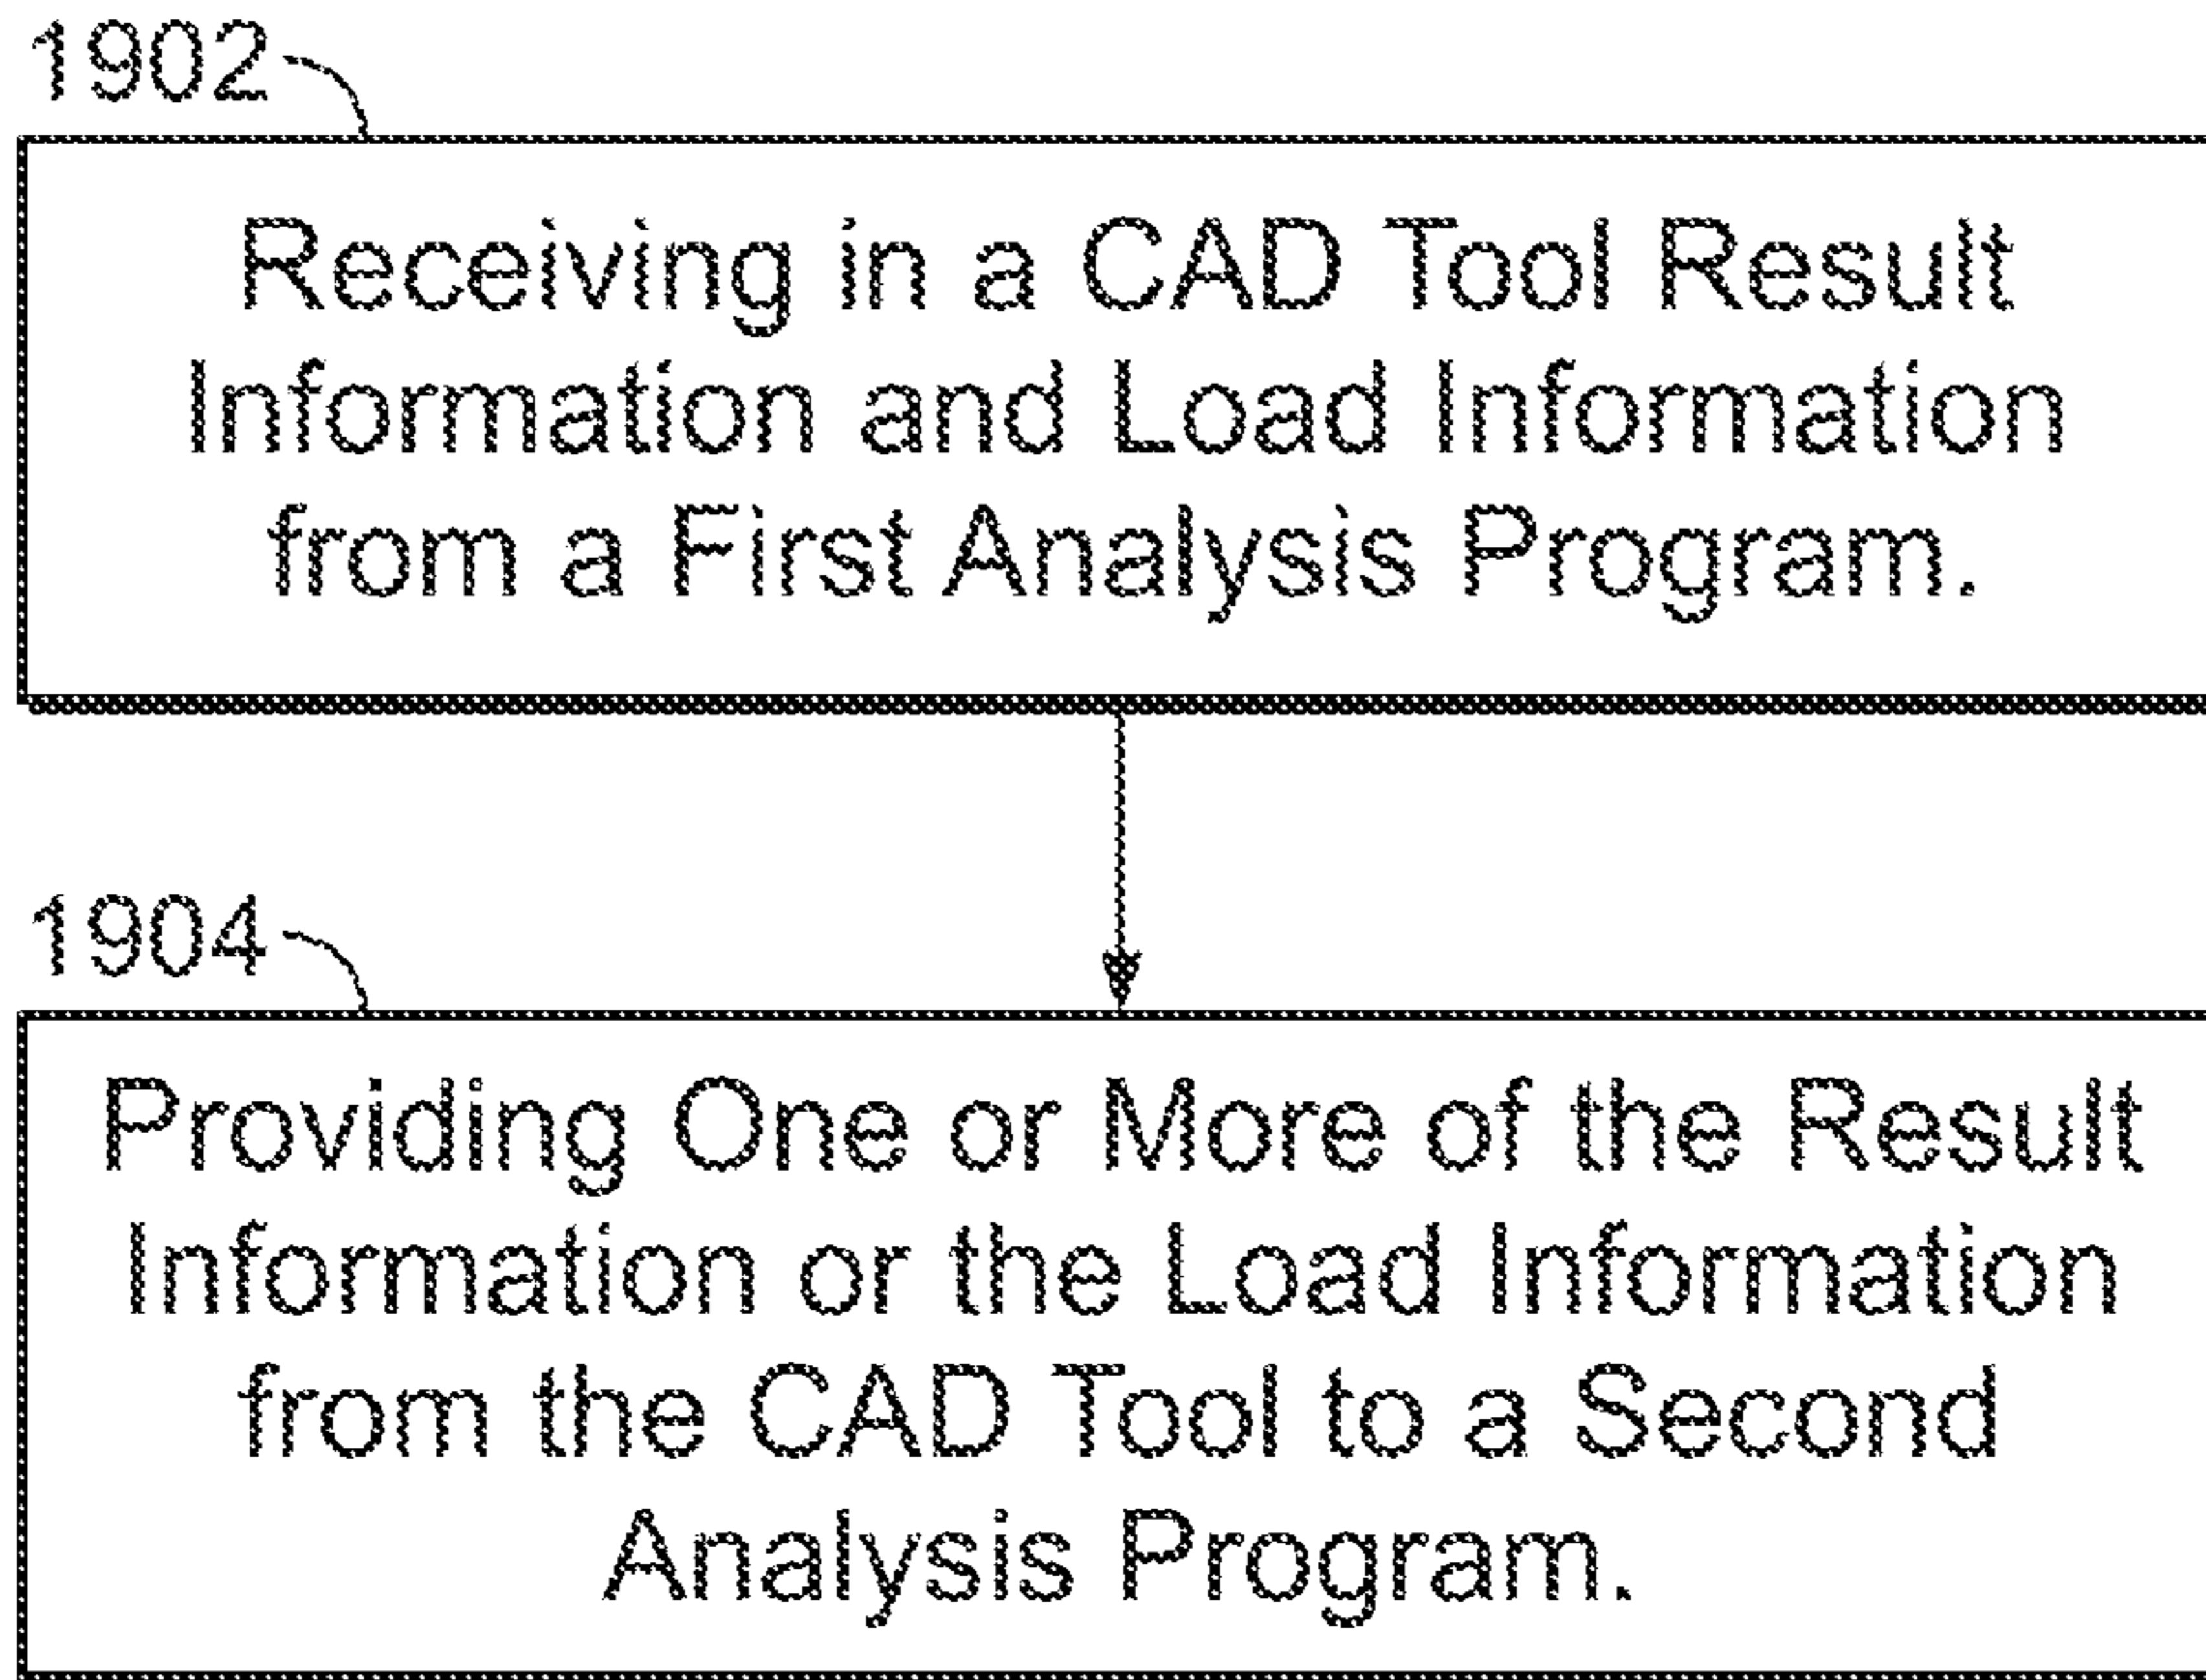 1902
Receiving in a CAD Tool Result
Information and Load Information
from a First Analysis Program.
1904
Providing One or More of the Result
Information or the Load Information
from the CAD Tool to a Second
Analysis Program.